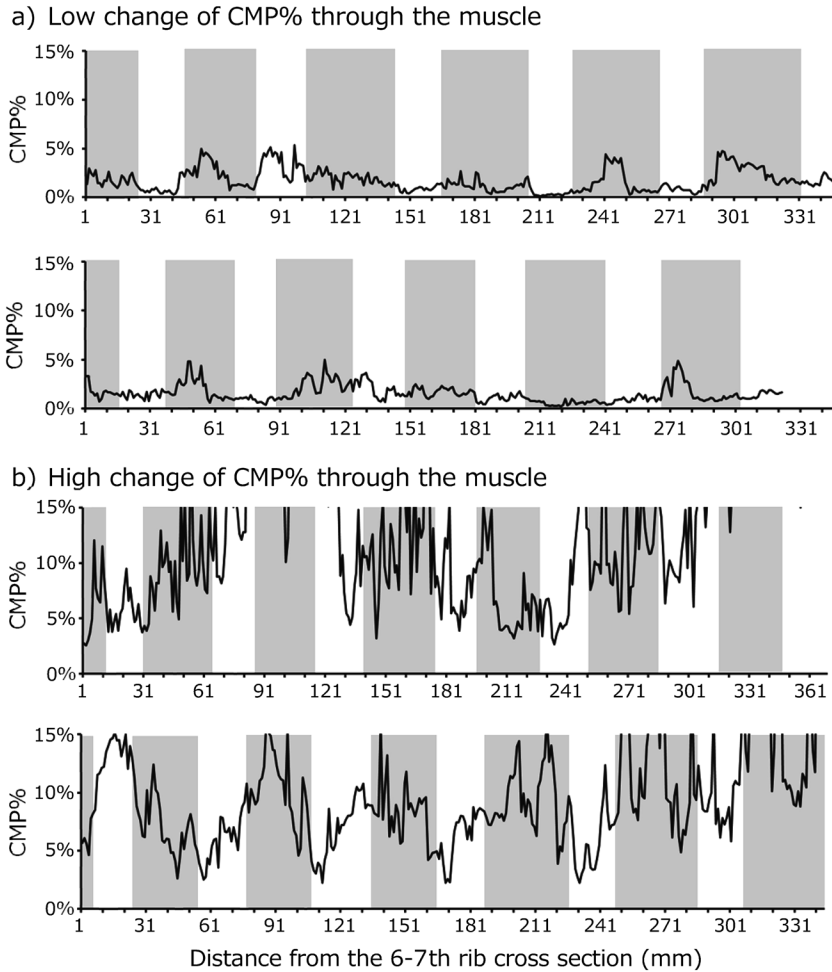 a) Low change of CMP% through the muscle
15%
10%
CMP%
5%
0%
1 31 61 91 121 151 181 211 241 271 301 331
15%
10%
CMP%
5%
0%
1 31 61 91 121 151 181 211 241 271 301 331
b) High change of CMP% through the muscle
15%
10%
CMP%
5%
0%
1 31 61 91 121 151 181 211 241 271 301 331 361
15%
10%
CMP%
5%
0%
1 31 61 91 121 151 181 211 241 271 301 331
Distance from the 6-7th rib cross section (mm)